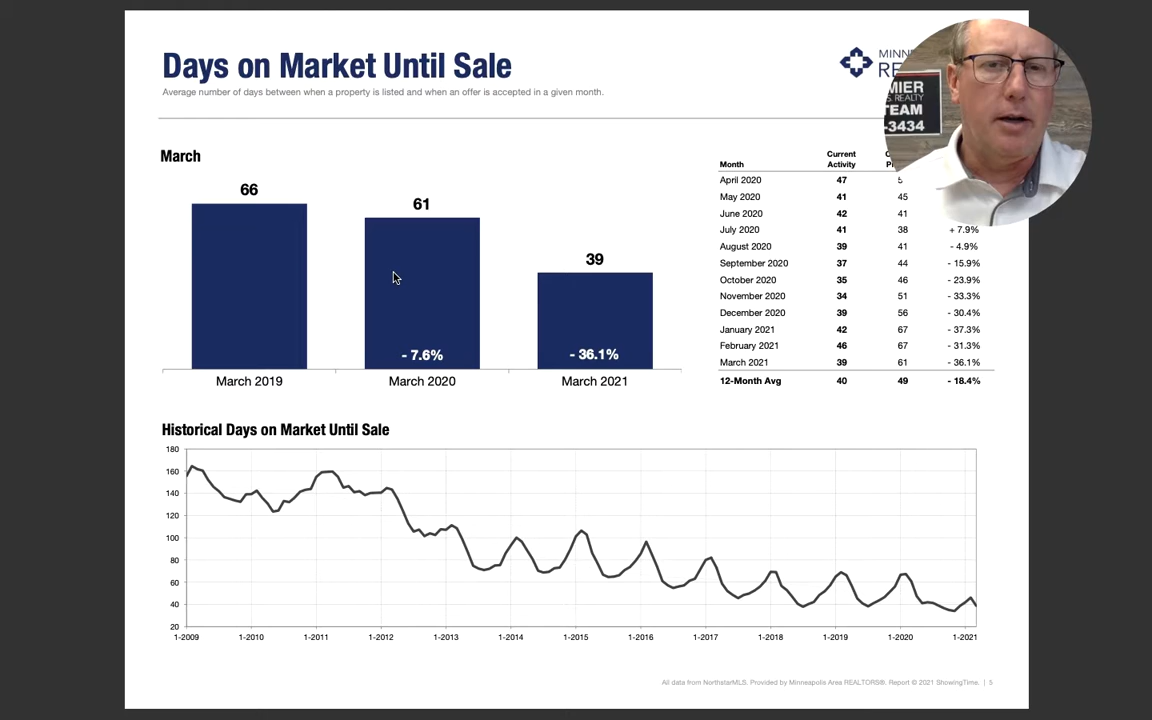 Days on Market Until Sale
Average number of days between when a property is listed and when an offer is accepted in a given month.
MINNE
RE
MIER
S. REALTY
TEAM
-3434
March
66
61
39
- 7.6%
- 36.1%
March 2019
March 2020
March 2021
Month Current Activity
April 2020 47
May 2020 41 45
June 2020 42 41
July 2020 41 38 + 7.9%
August 2020 39 41 - 4.9%
September 2020 37 44 - 15.9%
October 2020 35 46 - 23.9%
November 2020 34 51 - 33.3%
December 2020 39 56 - 30.4%
January 2021 42 67 - 37.3%
February 2021 46 67 - 31.3%
March 2021 39 61 - 36.1%
12-Month Avg 40 49 - 18.4%
Historical Days on Market Until Sale
180
160
140
120
100
80
60
40
20
1-2009 1-2010 1-2011 1-2012 1-2013 1-2014 1-2015 1-2016 1-2017 1-2018 1-2019 1-2020 1-2021
All data from NorthstarMLS. Provided by Minneapolis Area REALTORS®. Report © 2021 ShowingTime. | 5